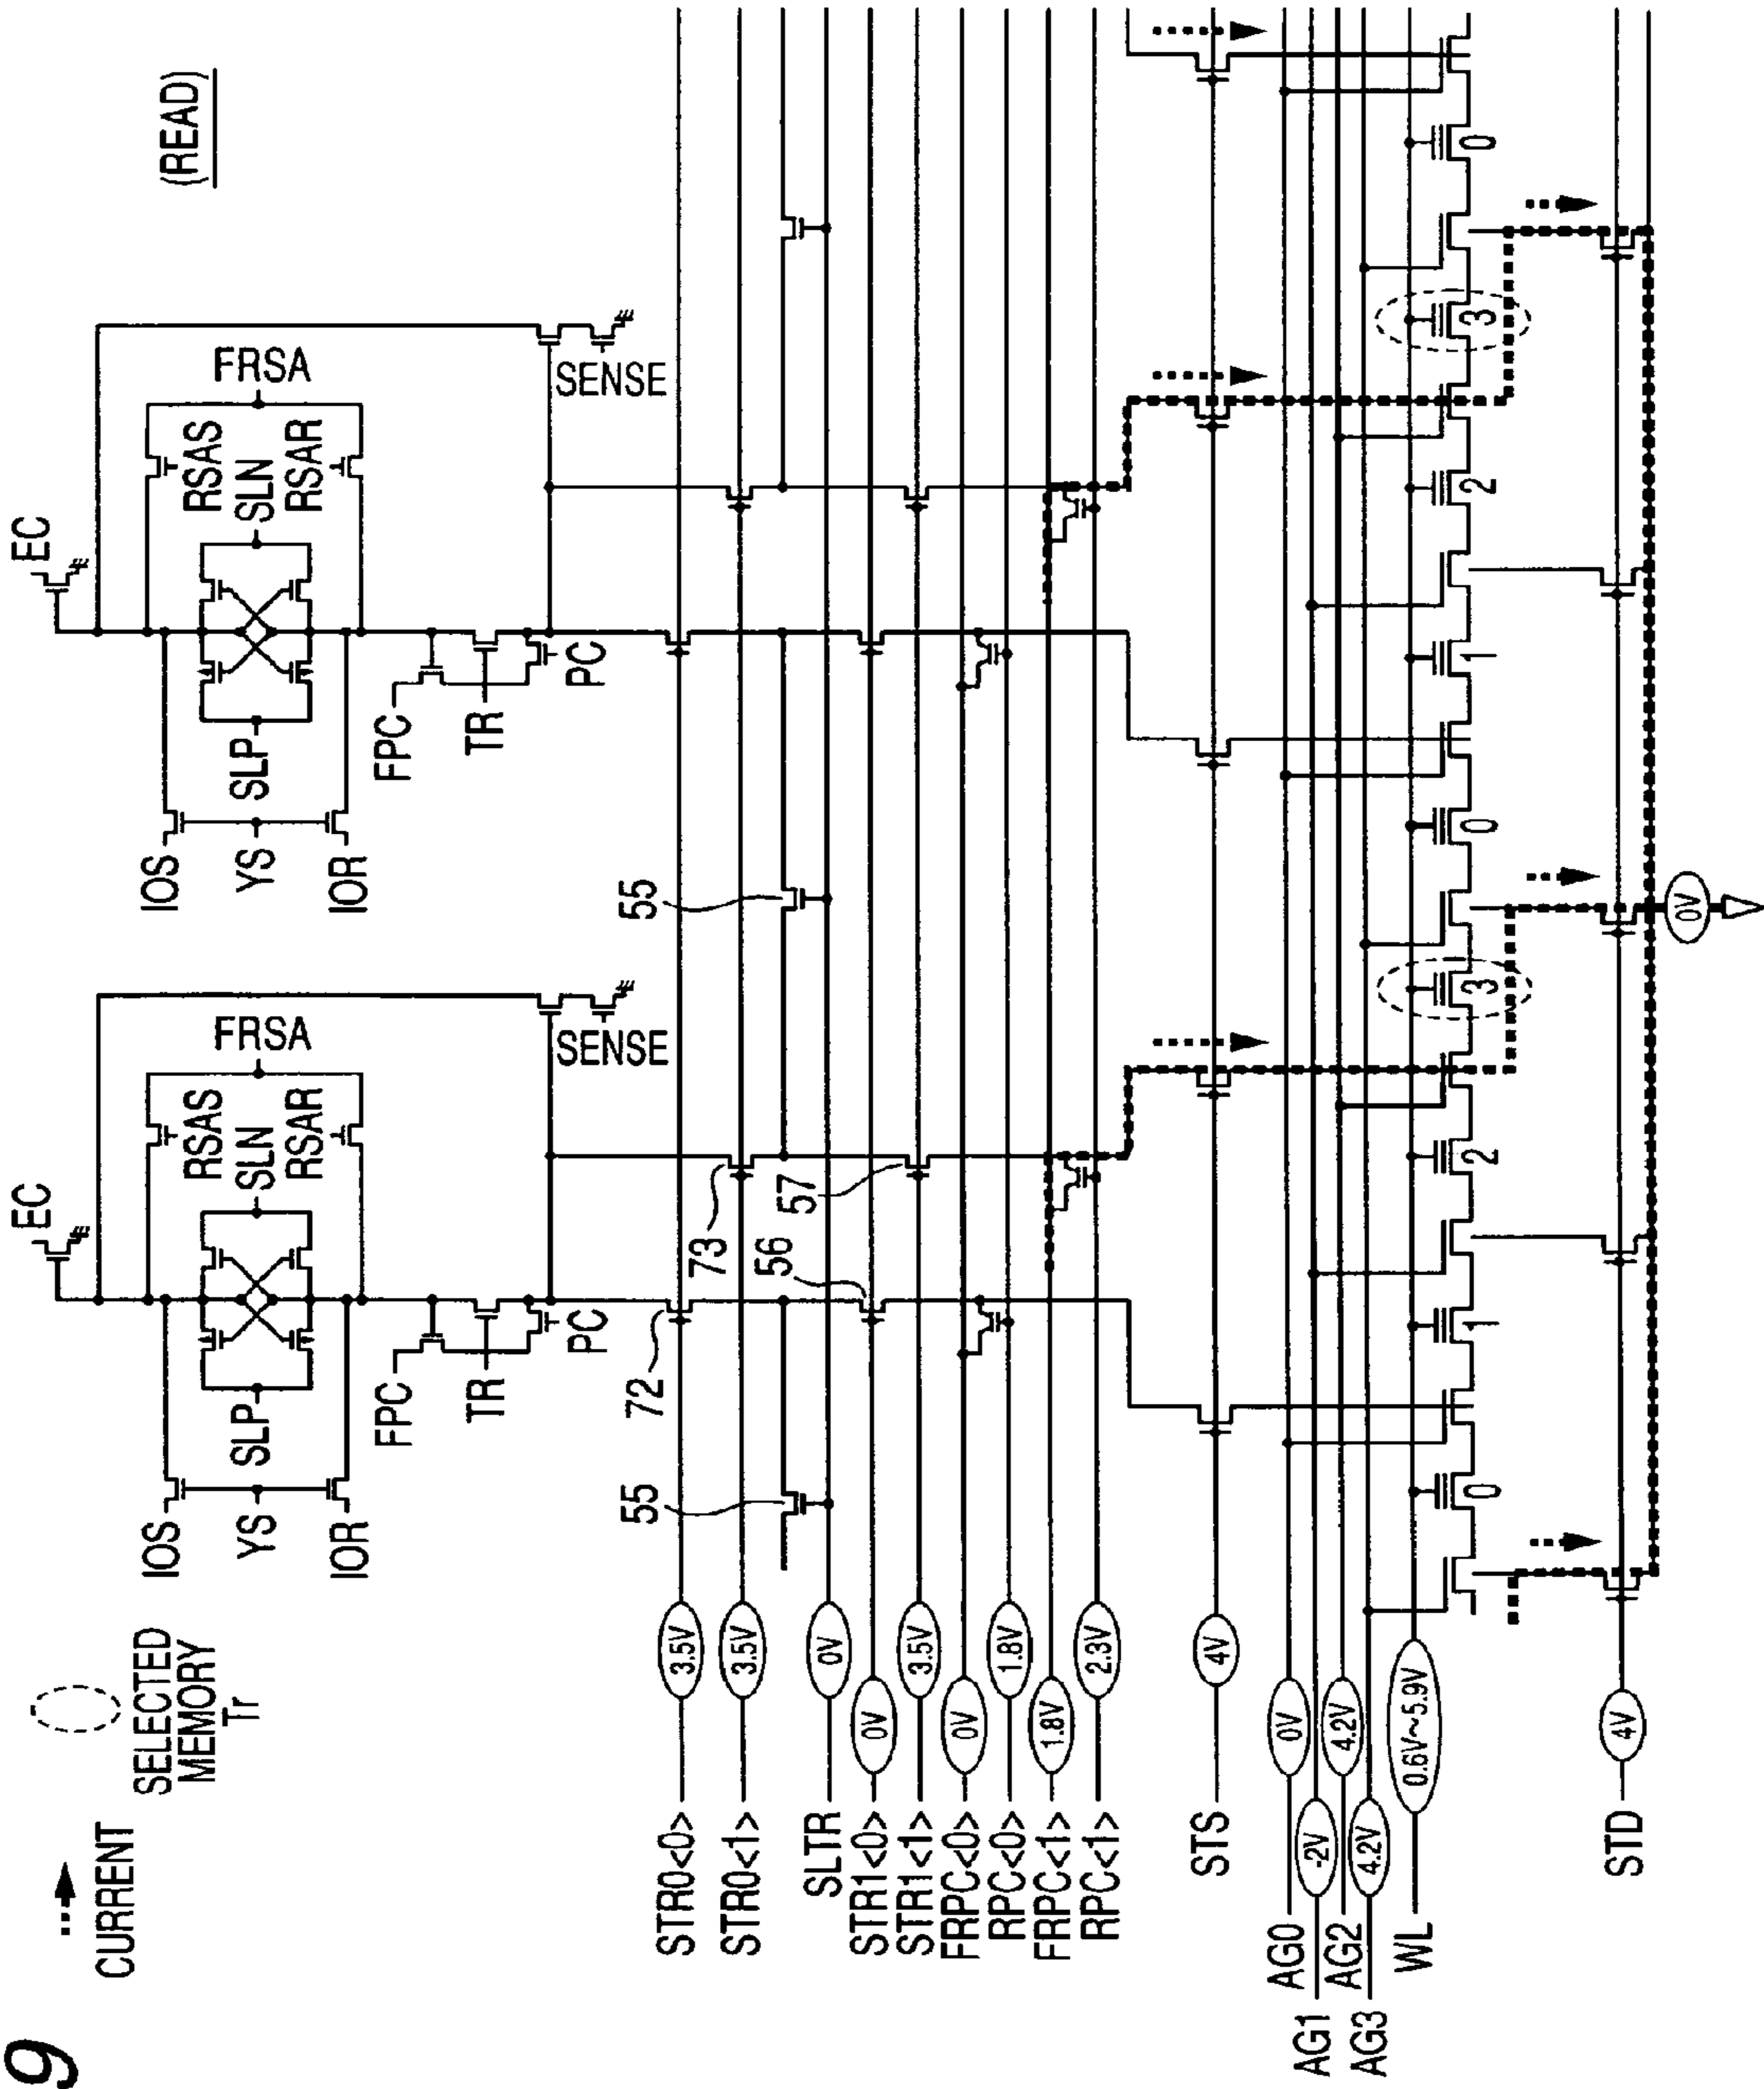 9
(READ)
CURRENT
SELECTED
MEMORY
Tr
EC
EC
IOS
YS
IOR
SLP
SLN
RSAS
RSAR
FRSA
FPC
TR
PC
SENSE
IOS
YS
IOR
SLP
SLN
RSAS
RSAR
FRSA
FPC
TR
PC
SENSE
72
73
55
55
56
57
STR0<0> 3.5V
STR0<1> 3.5V
SLTR 0V
STR1<0> 0V
STR1<1> 3.5V
FRPC<0> 0V
RPC<0> 1.8V
FRPC<1> 1.8V
RPC<1> 2.3V
STS 4V
AG0 0V
AG1 -2V
AG2 4.2V
AG3 4.2V
WL 0.6V~5.9V
0 1 2 3 0 1 2 3 0
STD 4V
0V